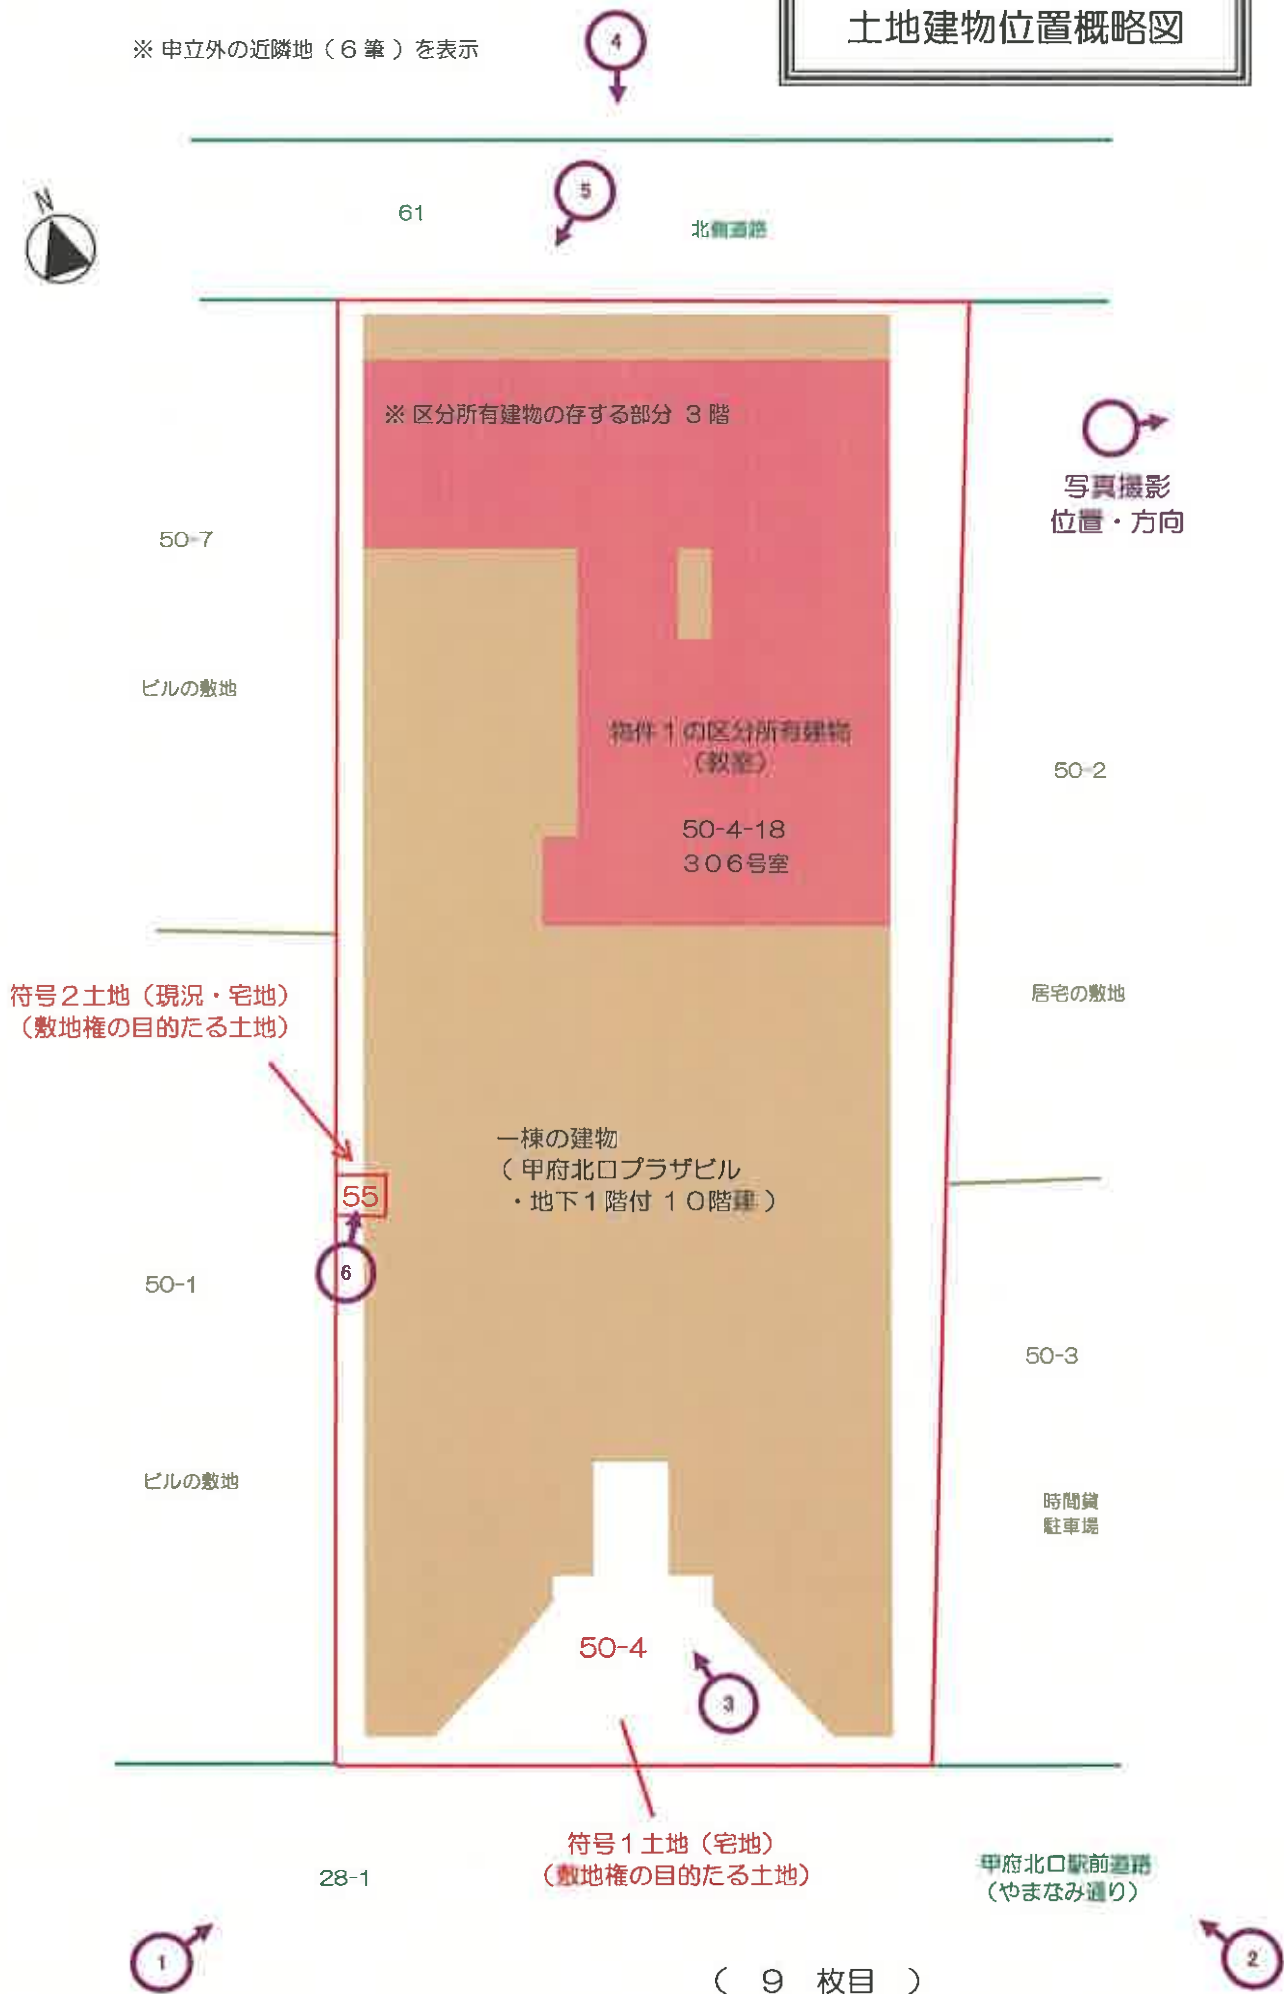 土地建物位置概略図
※ 申立外の近隣地（6筆）を表示
4
5
N
61
北側道路
※ 区分所有建物の存する部分 3階
写真撮影
位置・方向
50-7
ビルの敷地
物件1の区分所有建物
（教室）
50-2
50-4-18
306号室
符号2土地（現況・宅地）
（敷地権の目的たる土地）
居宅の敷地
一棟の建物
（甲府北口プラザビル
・地下1階付 10階建）
55
6
50-1
50-3
ビルの敷地
時間貸
駐車場
50-4
3
符号1土地（宅地）
（敷地権の目的たる土地）
28-1
甲府北口駅前道路
（やまなみ通り）
1
2
（ 9 枚目 ）